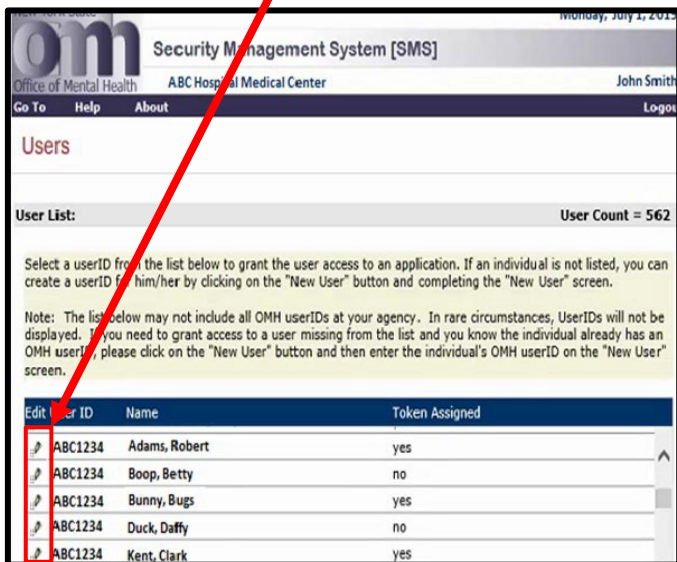 New York State
Monday, July 1, 2015
om
Security Management System [SMS]
Office of Mental Health
ABC Hospital Medical Center
John Smith
Go To Help About Logou
Users
User List: User Count = 562
Select a userID from the list below to grant the user access to an application. If an individual is not listed, you can
create a userID for him/her by clicking on the "New User" button and completing the "New User" screen.
Note: The list below may not include all OMH userIDs at your agency. In rare circumstances, UserIDs will not be
displayed. If you need to grant access to a user missing from the list and you know the individual already has an
OMH userID, please click on the "New User" button and then enter the individual's OMH userID on the "New User"
screen.
Edit User ID Name Token Assigned
ABC1234 Adams, Robert yes
ABC1234 Boop, Betty no
ABC1234 Bunny, Bugs yes
ABC1234 Duck, Daffy no
ABC1234 Kent, Clark yes